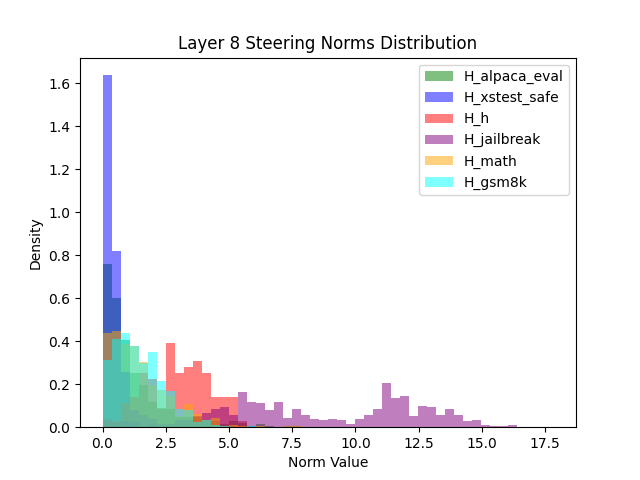 Layer 8 Steering Norms Distribution
H_alpaca_eval
H_xstest_safe
H_h
H_jailbreak
H_math
H_gsm8k
Density
1.6
1.4
1.2
1.0
0.8
0.6
0.4
0.2
0.0
0.0 2.5 5.0 7.5 10.0 12.5 15.0 17.5
Norm Value